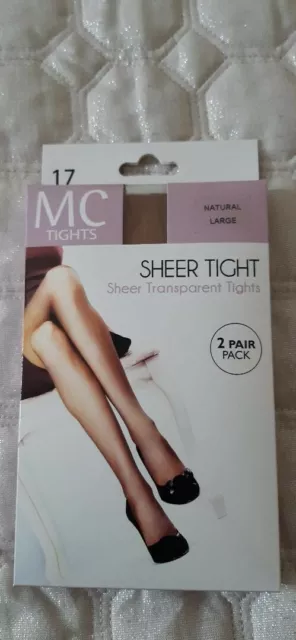 17
MC
TIGHTS
NATURAL
LARGE
SHEER TIGHT
Sheer Transparent Tights
2 PAIR
PACK